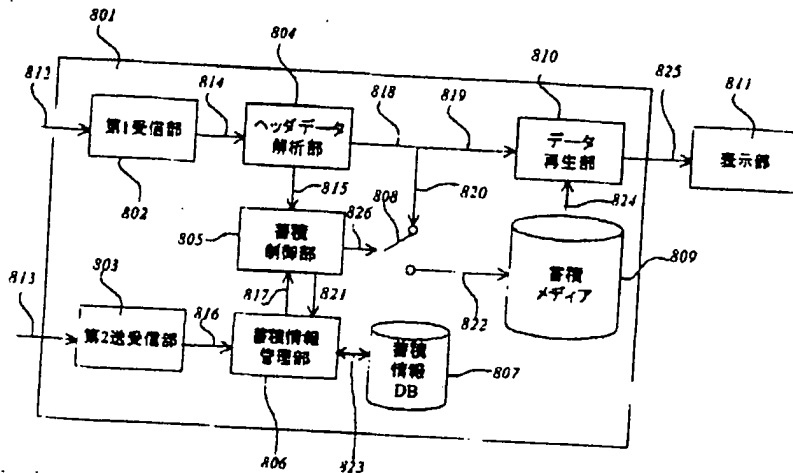 801
804
810
825
811
813
814
818
819
第1受信部
ヘッダデータ
解析部
データ
再生部
表示部
802
815
820
824
808
805
蓄積
制御部
826
809
蓄積
メディア
803
817
821
822
813
第2送受信部
816
蓄積情報
管理部
蓄積
情報
DB
807
806
823